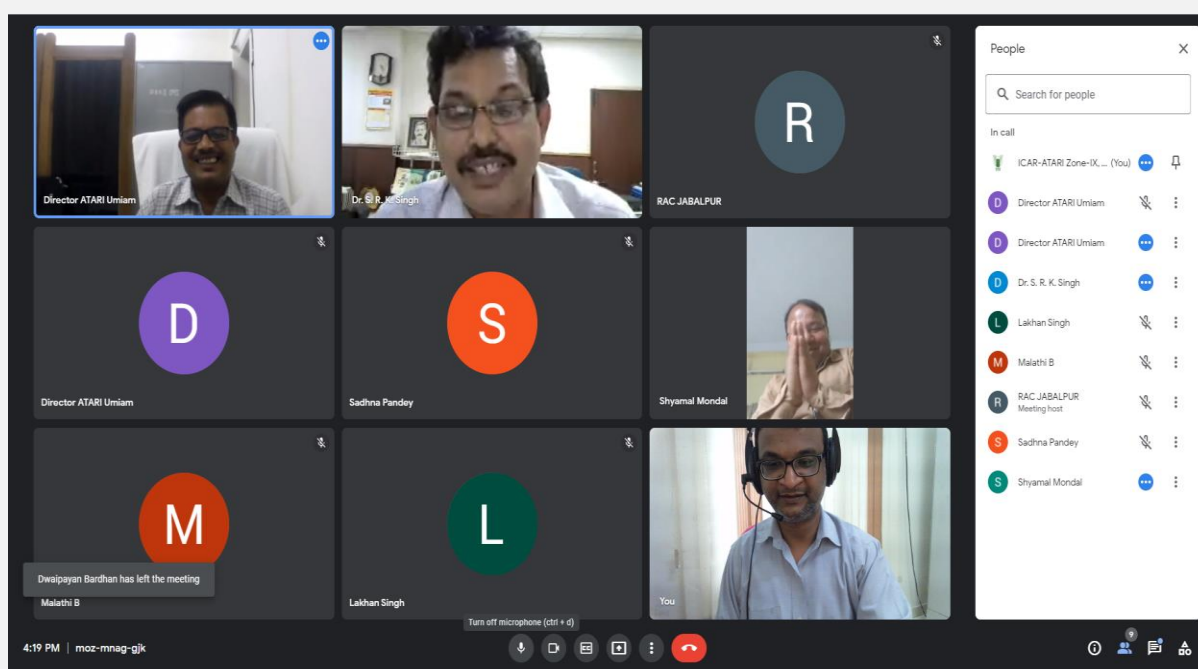 Director ATARI Umiam
Dr. S. R. K. Singh
R
RAC JABALPUR
D
Director ATARI Umiam
S
Sadhna Pandey
Shyamal Mondal
M
Dwaipayan Bardhan has left the meeting
Malathi B
L
Lakhan Singh
You
Turn off microphone (ctrl + d)
4:19 PM | moz-mnag-gjk
9
People
Search for people
In call
ICAR-ATARI Zone-IX, ... (You)
D Director ATARI Umiam
D Director ATARI Umiam
D Dr. S. R. K. Singh
L Lakhan Singh
M Malathi B
R RAC JABALPUR
Meeting host
S Sadhna Pandey
S Shyamal Mondal